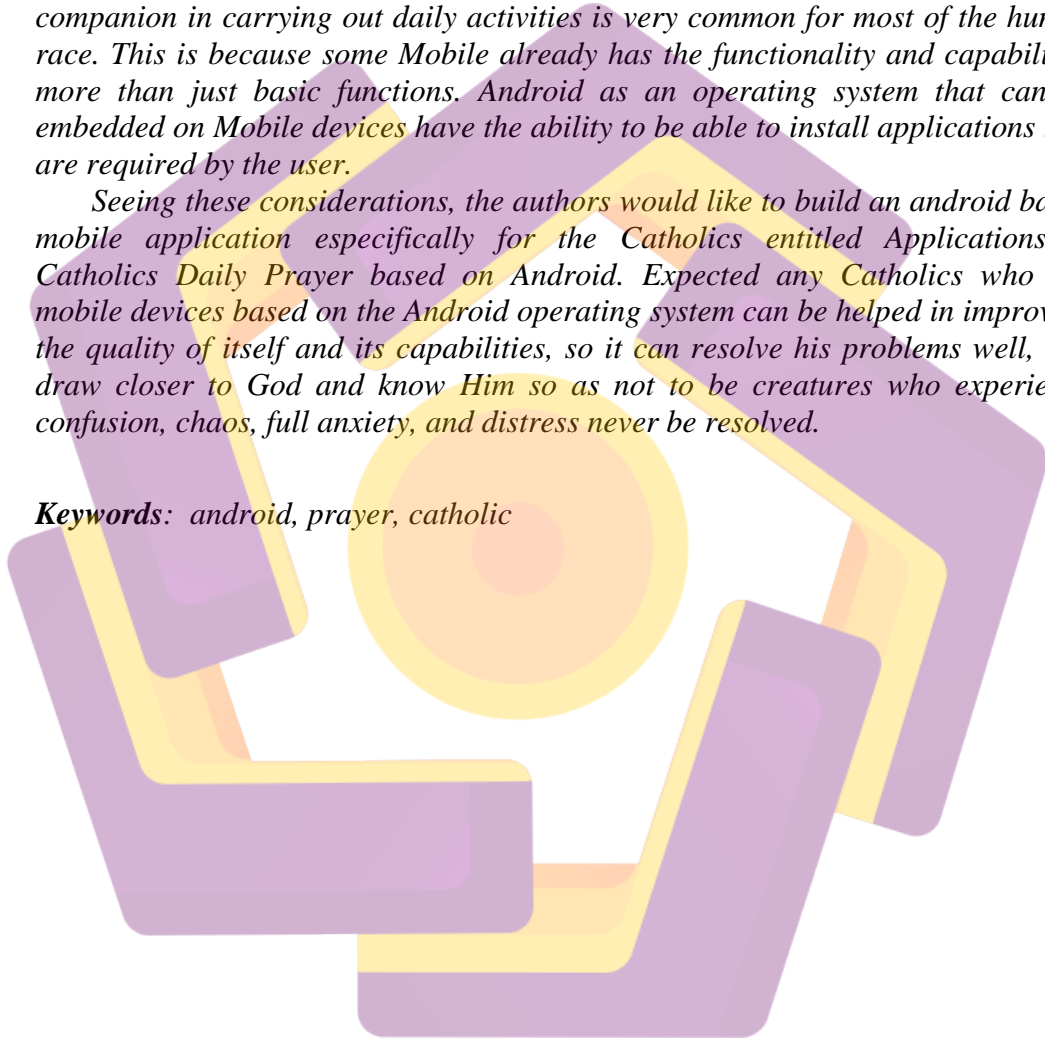 companion in carrying out daily activities is very common for most of the
race. This is because some Mobile already has the functionality and
more than just basic functions. Android as an operating system that can
embedded on Mobile devices have the ability to be able to install applications
are required by the user.
Seeing these considerations, the authors would like to build an android
mobile application especifically for the Catholics entitled Applications
Catholics Daily Prayer based on Android. Expected any Catholics who
mobile devices based on the Android operating system can be helped in
the quality of itself and its capabilities, so it can resolve his problems well,
draw closer to God and know Him so as not to be creatures who
confusion, chaos, full anxiety, and distress never be resolved.
Keywords: android, prayer, catholic